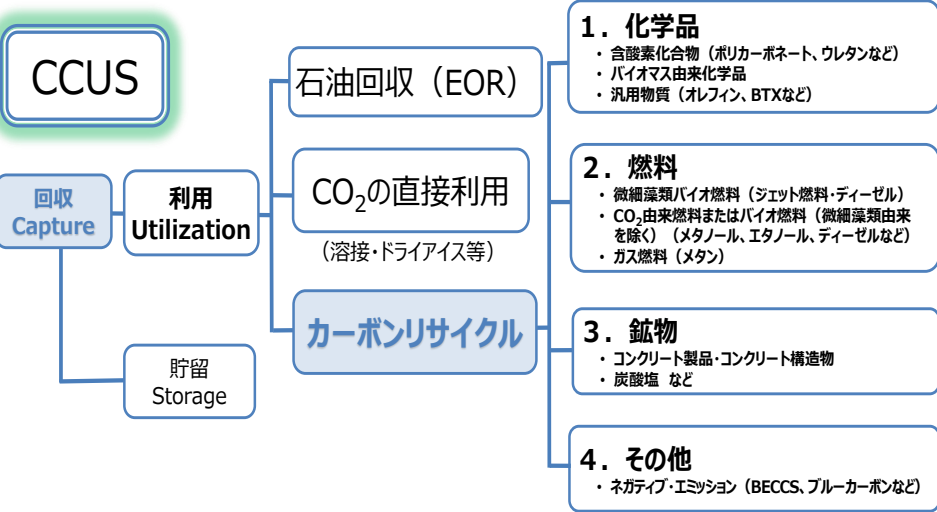 CCUS
回収
Capture
利用
Utilization
貯留
Storage
石油回収（EOR）
CO₂の直接利用
（溶接・ドライアイス等）
カーボンリサイクル
1．化学品
・ 含酸素化合物（ポリカーボネート、ウレタンなど）
・ バイオマス由来化学品
・ 汎用物質（オレフィン、BTXなど）
2．燃料
・ 微細藻類バイオ燃料（ジェット燃料・ディーゼル）
・ CO₂由来燃料またはバイオ燃料（微細藻類由来
を除く）（メタノール、エタノール、ディーゼルなど）
・ ガス燃料（メタン）
3．鉱物
・ コンクリート製品・コンクリート構造物
・ 炭酸塩 など
4．その他
・ ネガティブ・エミッション（BECCS、ブルーカーボンなど）